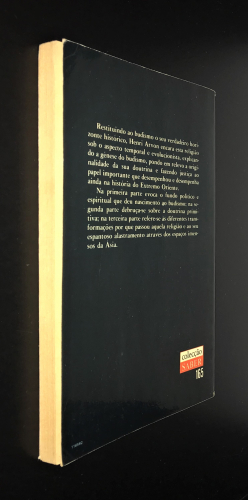 Restituindo ao budismo o seu verdadeiro hori-
zonte historico, Henri Arvon encara esta religião
sob o aspecto temporal e evolucionista, explican-
do a génese do budismo, pondo em relevo a origi-
nalidade da sua doutrina e fazendo justiça ao
papel importante que desempenhou e desempenha
ainda na história do Extremo Oriente.
Na primeira parte evoca o fundo político e
espiritual que deu nascimento ao budismo; na se-
gunda parte debruça-se sobre a doutrina primi-
tiva; na terceira parte refere-se às diferentes trans-
formações por que passou aquela religião e ao seu
espantoso alastramento através dos espaços imen-
sos da Ásia.
colecção
SABER
165